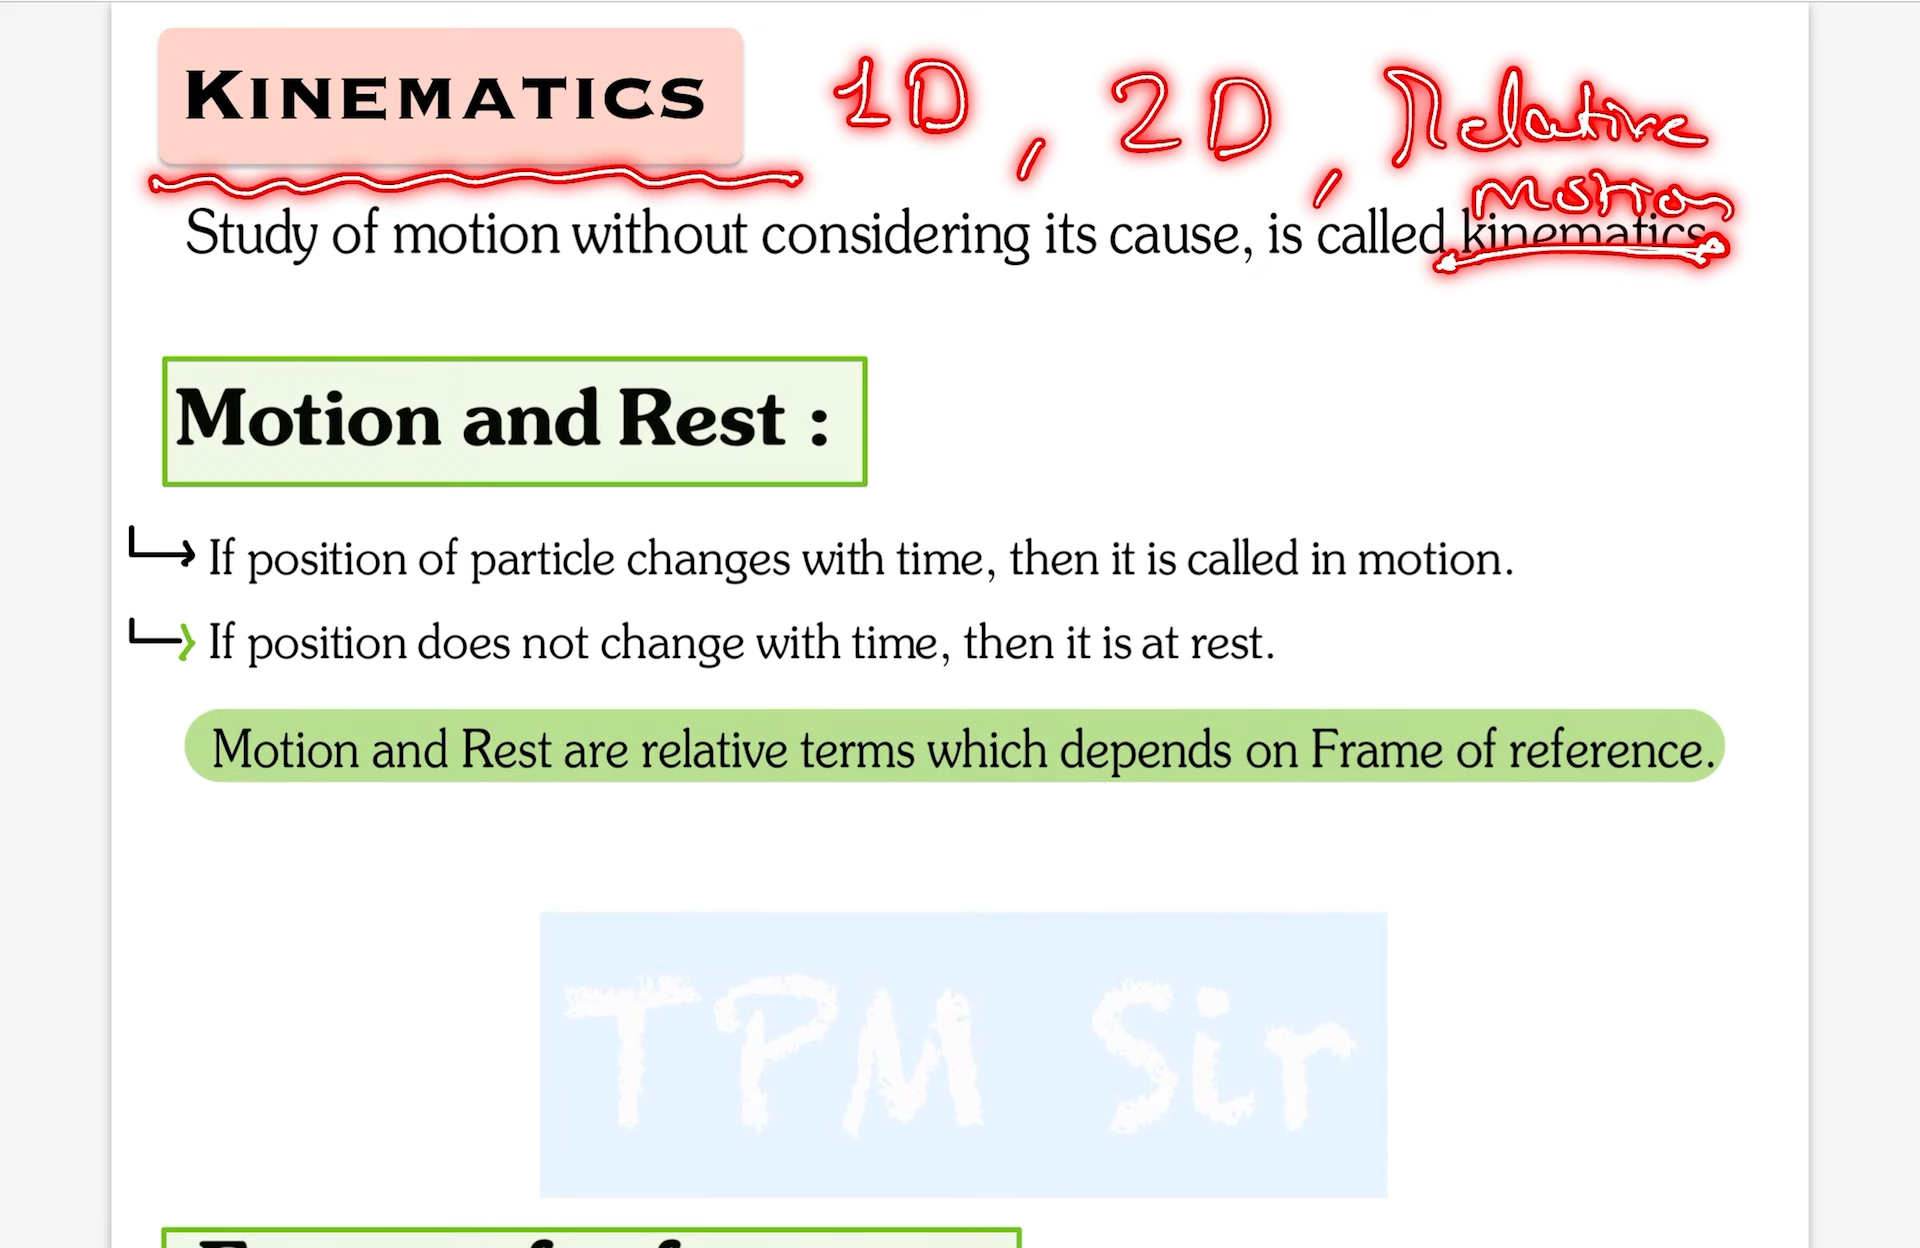 KINEMATICS 1D, 2D, Relative
Motion
Study of motion without considering its cause, is called kinematics
Motion and Rest :
If position of particle changes with time, then it is called in motion.
If position does not change with time, then it is at rest.
Motion and Rest are relative terms which depends on Frame of reference.
TPM Sir